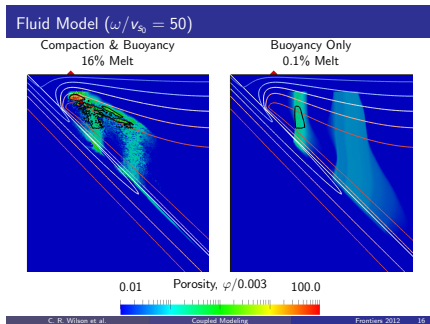 Fluid Model (ω/v_{s_0} = 50)
Compaction & Buoyancy
16% Melt
Buoyancy Only
0.1% Melt
Porosity, φ/0.003
0.01
100.0
C. R. Wilson et al. Coupled Modeling Frontiers 2012 16